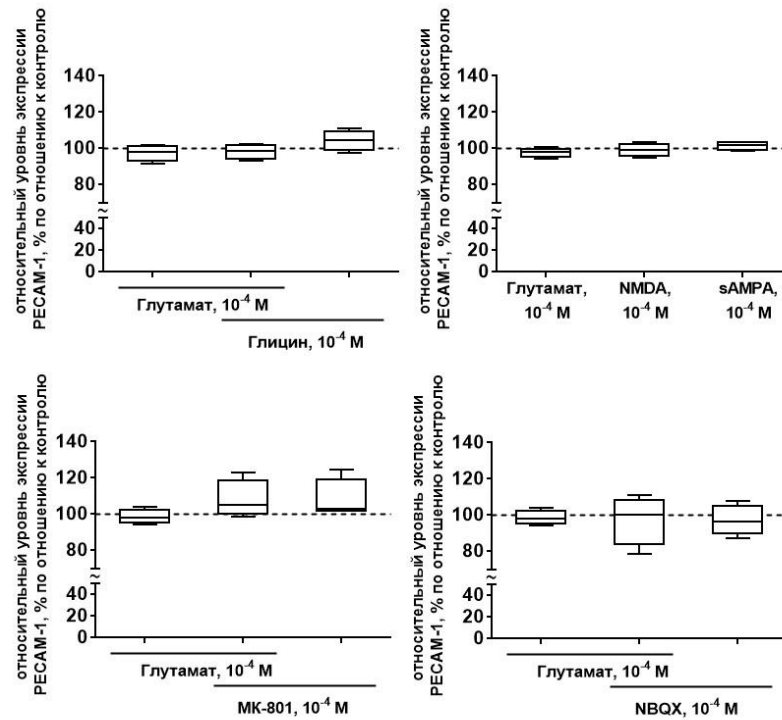 относительный уровень экспрессии
PECAM-1, % по отношению к контролю
140
120
100
80
40
20
0
Глутамат, 10⁻⁴ М
Глицин, 10⁻⁴ М
относительный уровень экспрессии
PECAM-1, % по отношению к контролю
140
120
100
80
40
20
0
Глутамат,
10⁻⁴ М
NMDA,
10⁻⁴ М
sAMPA,
10⁻⁴ М
относительный уровень экспрессии
PECAM-1, % по отношению к контролю
140
120
100
80
40
20
0
Глутамат, 10⁻⁴ М
МК-801, 10⁻⁴ М
относительный уровень экспрессии
PECAM-1, % по отношению к контролю
140
120
100
80
40
20
0
Глутамат, 10⁻⁴ М
NBQX, 10⁻⁴ М